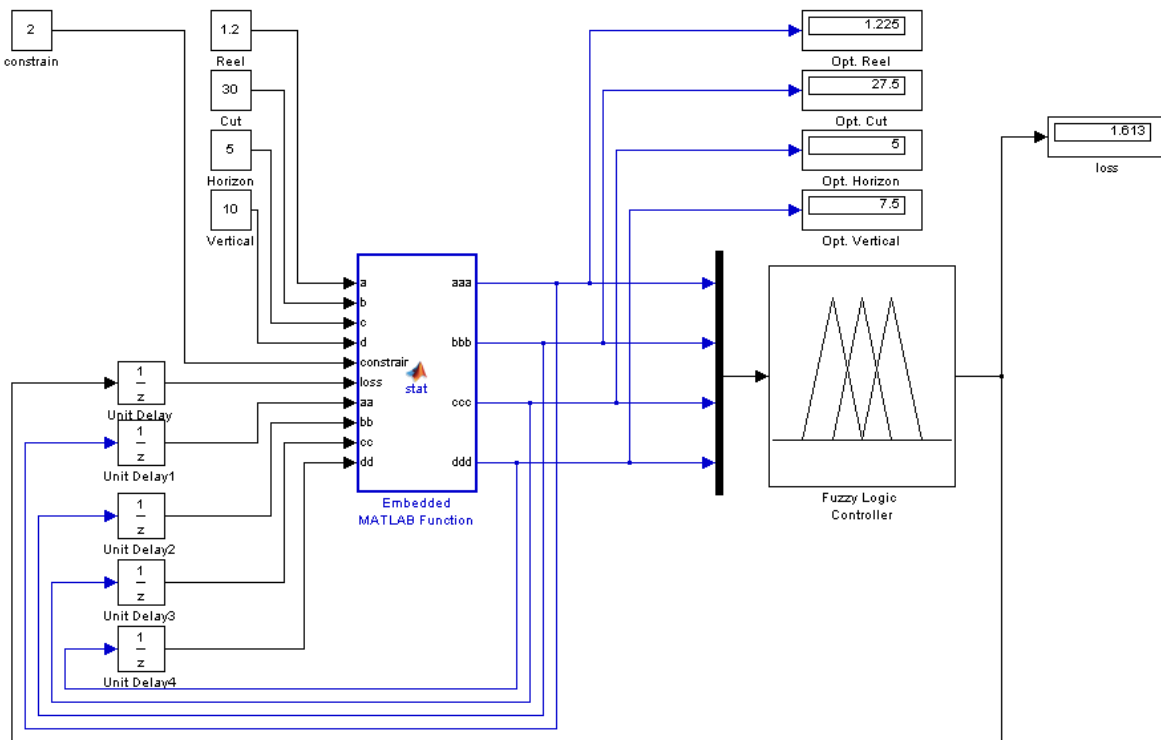 2
constrain
1.2
Reel
30
Cut
5
Horizon
10
Vertical
1.225
Opt. Reel
27.5
Opt. Cut
5
Opt. Horizon
7.5
Opt. Vertical
1.613
loss
a
b
c
d
constrair
loss
aa
bb
cc
dd
stat
aaa
bbb
ccc
ddd
Embedded
MATLAB Function
Fuzzy Logic
Controller
1
z
Unit Delay
1
z
Unit Delay1
1
z
Unit Delay2
1
z
Unit Delay3
1
z
Unit Delay4